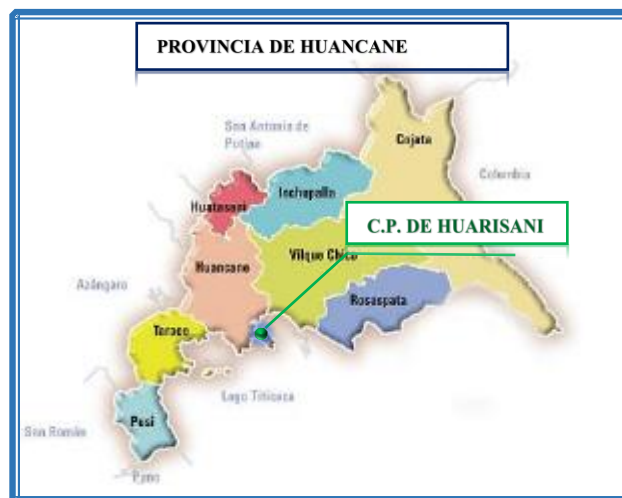 PROVINCIA DE HUANCANE
San Antonio de
Putina
Cojata
Colombia
Huatasani
Inchupalla
C.P. DE HUARISANI
Huancane
Vilque Chico
Azángaro
Rosaspata
Taraco
Lago Titicaca
Pusi
San Román
Puno